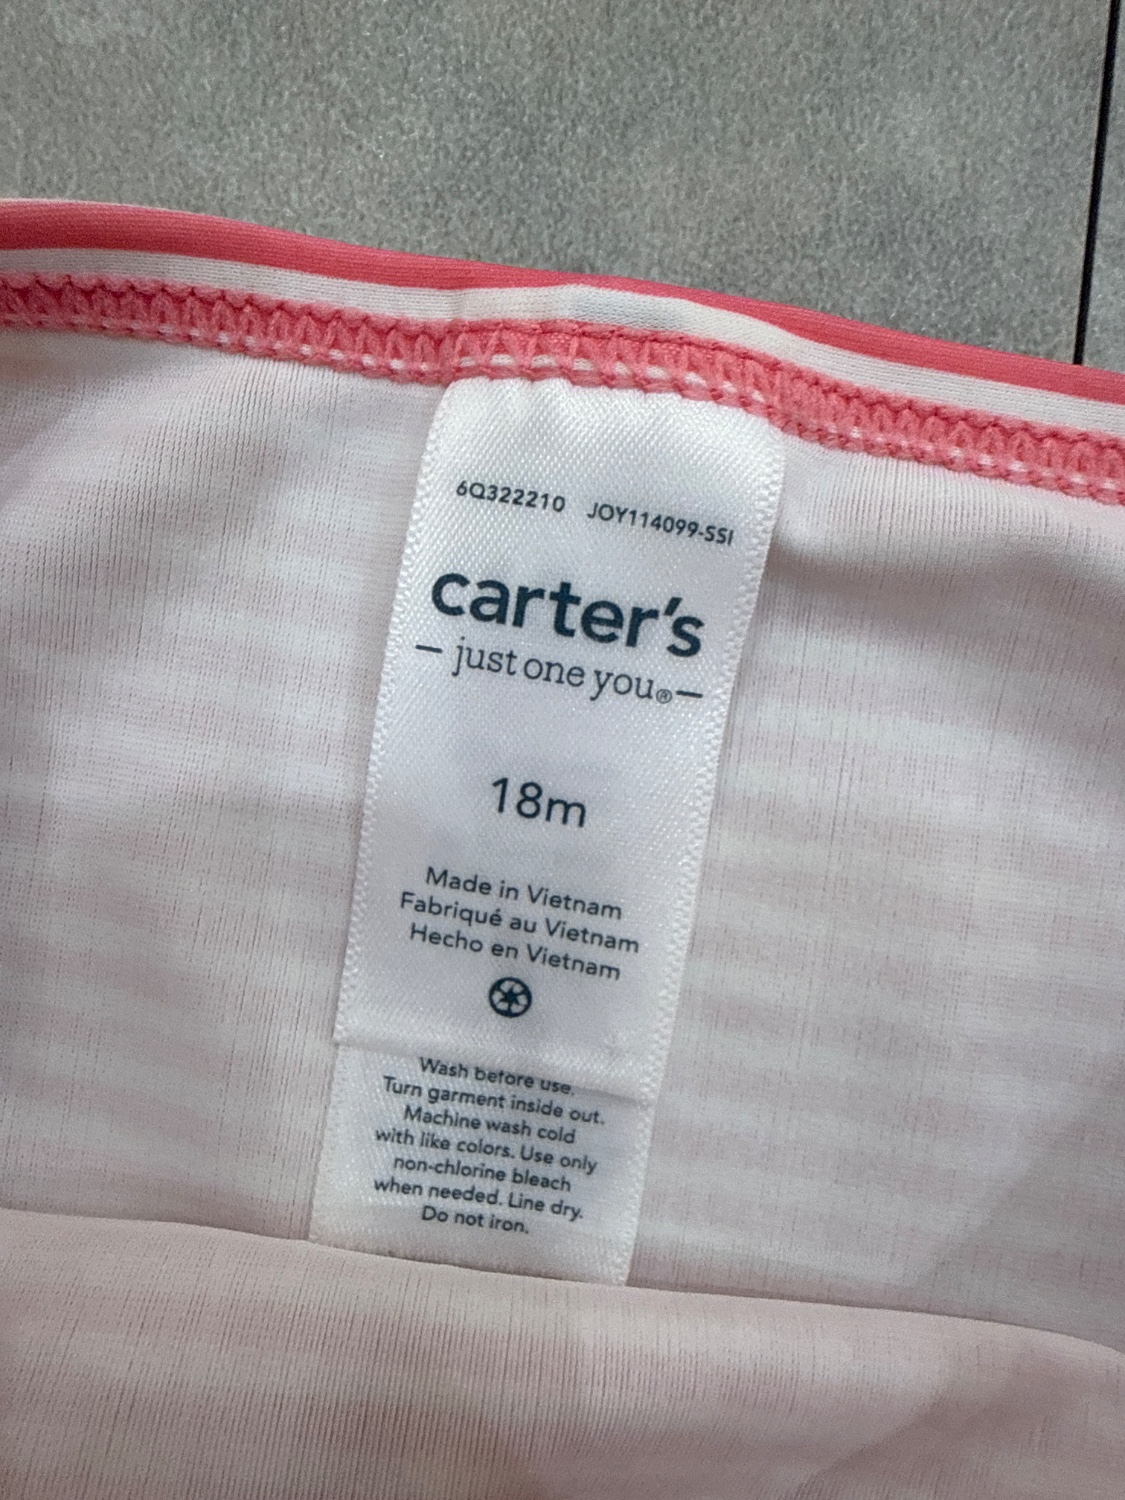 6Q322210 JOY114099-SSI
carter's
just one you®
18m
Made in Vietnam
Fabriqué au Vietnam
Hecho en Vietnam
Wash before use.
Turn garment inside out.
Machine wash cold
with like colors. Use only
non-chlorine bleach
when needed. Line dry.
Do not iron.